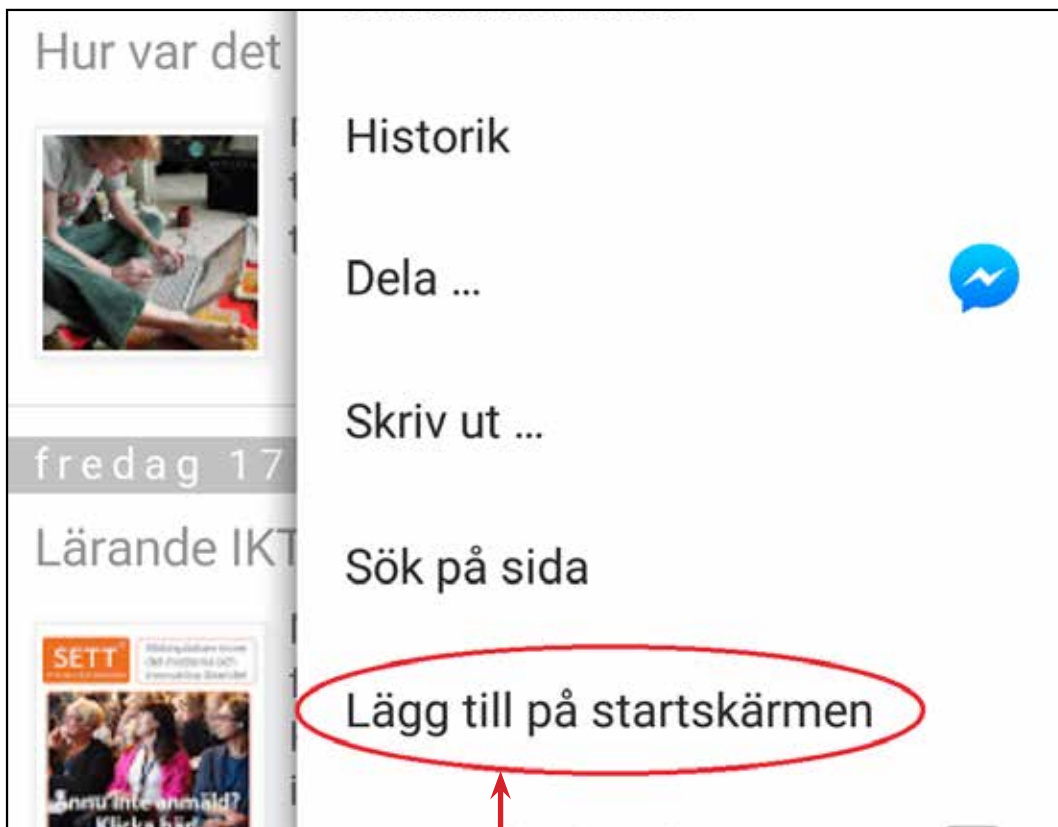 Hur var det
Historik
Dela ...
Skriv ut ...
fredag 17
Lärande IKT
Sök på sida
SETT
Lägg till på startskärmen
Ännu inte anmäld?
Klicka här!